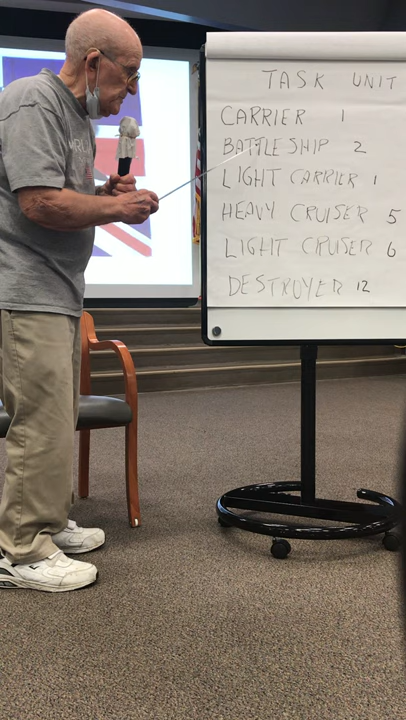 TASK UNIT
CARRIER 1
BATTLESHIP 2
LIGHT CARRIER 1
HEAVY CRUISER 5
LIGHT CRUISER 6
DESTROYER 12